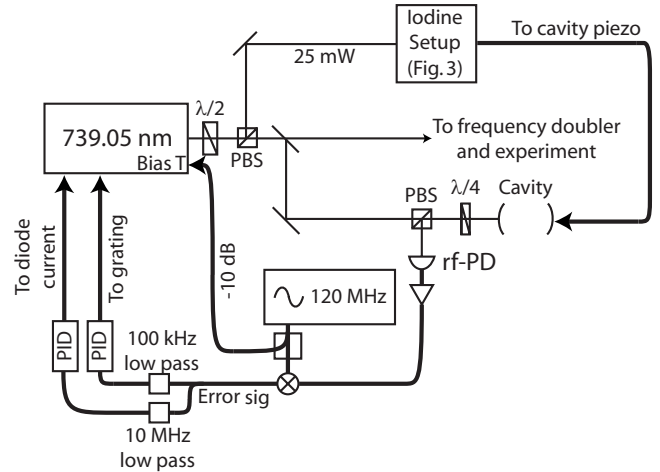 Iodine
Setup
(Fig. 3)
To cavity piezo
25 mW
λ/2
739.05 nm
Bias T
PBS
To frequency doubler
and experiment
PBS
λ/4
Cavity
To diode
current
To grating
-10 dB
rf-PD
120 MHz
PID
PID
100 kHz
low pass
Error sig
10 MHz
low pass